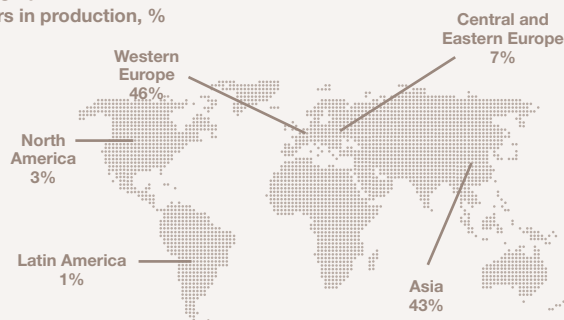 rs in production, %
Central and
Eastern Europe
7%
Western
Europe
46%
North
America
3%
Latin America
1%
Asia
43%